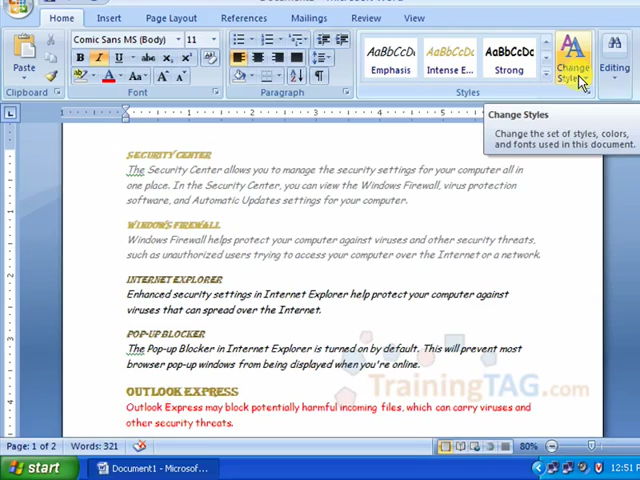 Home Insert Page Layout References Mailings Review View
Comic Sans MS (Body) 11
AaBbCcDc AaBbCcDc AaBbCcDc
Paste
B I U abc x₂ x²
Emphasis Intense E... Strong
Change
Styles
Editing
Clipboard Font Paragraph Styles
Change Styles
Change the set of styles, colors,
and fonts used in this document.
SECURITY CENTER
The Security Center allows you to manage the security settings for your computer all in
one place. In the Security Center, you can view the Windows Firewall, virus protection
software, and Automatic Updates settings for your computer.
WINDOWS FIREWALL
Windows Firewall helps protect your computer against viruses and other security threats,
such as unauthorized users trying to access your computer over the Internet or a network.
INTERNET EXPLORER
Enhanced security settings in Internet Explorer help protect your computer against
viruses that can spread over the Internet.
POP-UP BLOCKER
The Pop-up Blocker in Internet Explorer is turned on by default. This will prevent most
browser pop-up windows from being displayed when you're online.
TrainingTAG.com
OUTLOOK EXPRESS
Outlook Express may block potentially harmful incoming files, which can carry viruses and
other security threats.
Page: 1 of 2 Words: 321 80%
start Document1 - Microsof... 12:51